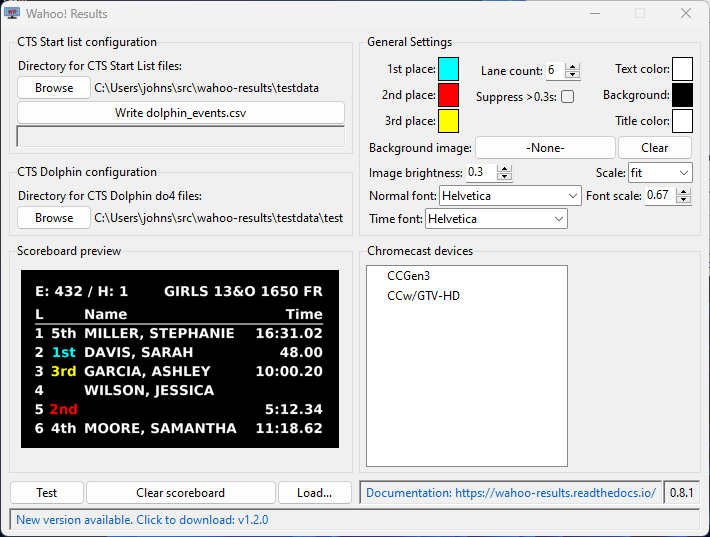 Wahoo! Results
CTS Start list configuration
Directory for CTS Start List files:
Browse C:\Users\johns\src\wahoo-results\testdata
Write dolphin_events.csv
CTS Dolphin configuration
Directory for CTS Dolphin do4 files:
Browse C:\Users\johns\src\wahoo-results\testdata\test
General Settings
1st place: Lane count: 6 Text color:
2nd place: Suppress >0.3s: Background:
3rd place: Title color:
Background image: -None- Clear
Image brightness: 0.3 Scale: fit
Normal font: Helvetica Font scale: 0.67
Time font: Helvetica
Scoreboard preview
E: 432 / H: 1 GIRLS 13&O 1650 FR
L Name Time
1 5th MILLER, STEPHANIE 16:31.02
2 1st DAVIS, SARAH 48.00
3 3rd GARCIA, ASHLEY 10:00.20
4 WILSON, JESSICA
5 2nd 5:12.34
6 4th MOORE, SAMANTHA 11:18.62
Chromecast devices
CCGen3
CCw/GTV-HD
Test Clear scoreboard Load...
Documentation: https://wahoo-results.readthedocs.io/ 0.8.1
New version available. Click to download: v1.2.0